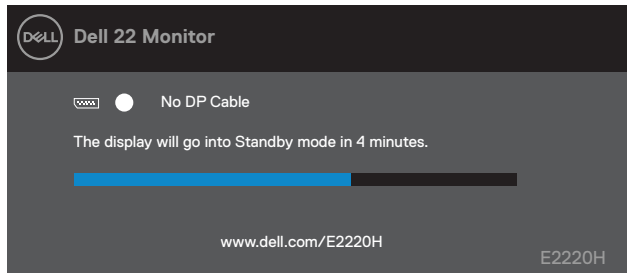 DELL
Dell 22 Monitor
No DP Cable
The display will go into Standby mode in 4 minutes.
www.dell.com/E2220H
E2220H